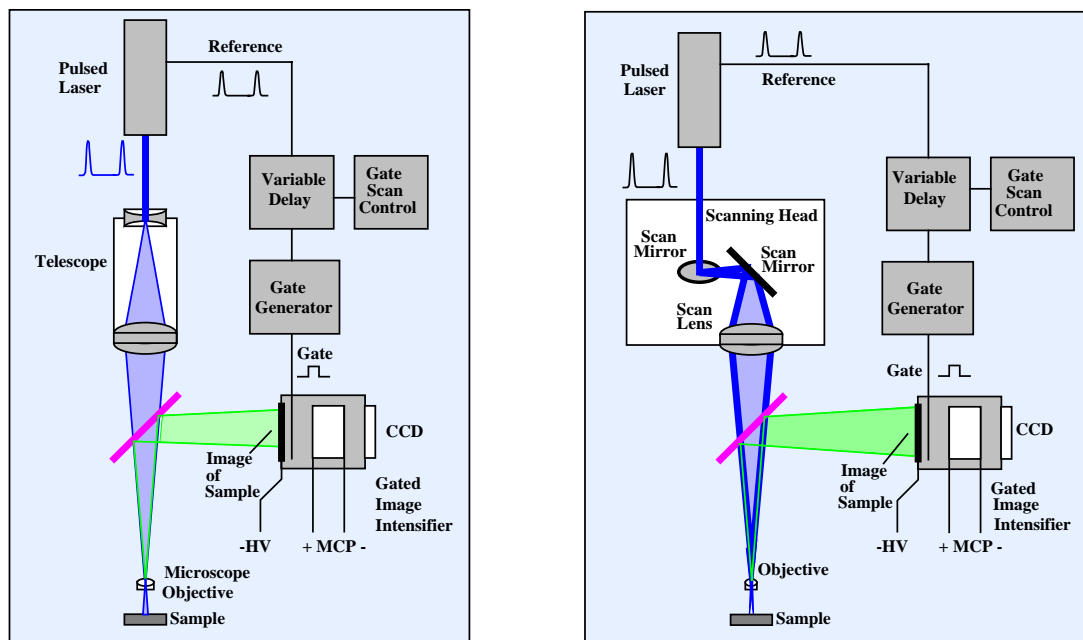 Pulsed
Laser
Reference
Variable
Delay
Gate
Scan
Control
Telescope
Gate
Generator
Gate
CCD
Image
of
Sample
Gated
Image
Intensifier
-HV
+ MCP -
Microscope
Objective
Sample
Pulsed
Laser
Reference
Variable
Delay
Gate
Scan
Control
Scanning Head
Scan
Mirror
Scan
Mirror
Scan
Lens
Gate
Generator
Gate
CCD
Image
of
Sample
Gated
Image
Intensifier
-HV
+ MCP -
Objective
Sample